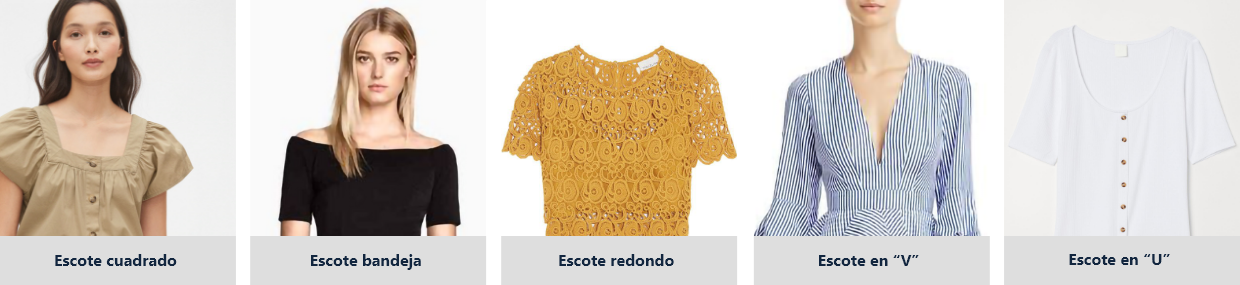 Escote cuadrado
Escote bandeja
Escote redondo
Escote en “V”
Escote en “U”